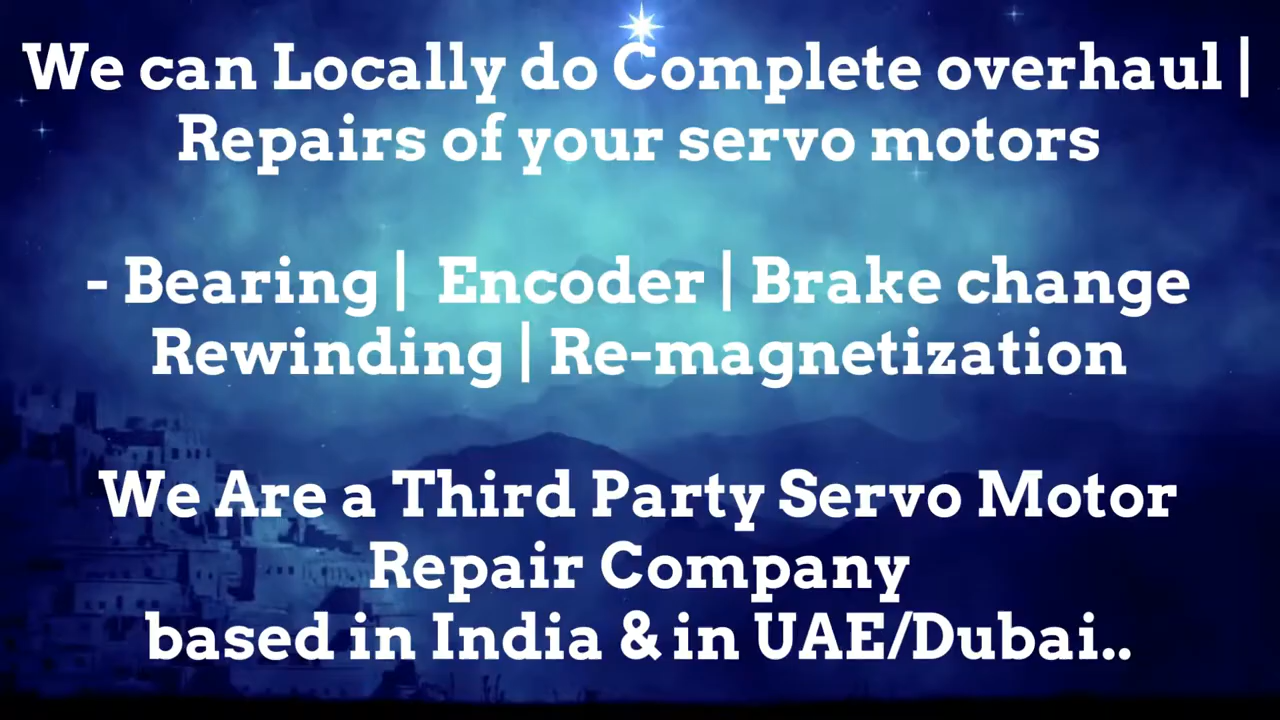 We can Locally do Complete overhaul |
Repairs of your servo motors
- Bearing | Encoder | Brake change
Rewinding | Re-magnetization
We Are a Third Party Servo Motor
Repair Company
based in India & in UAE/Dubai..